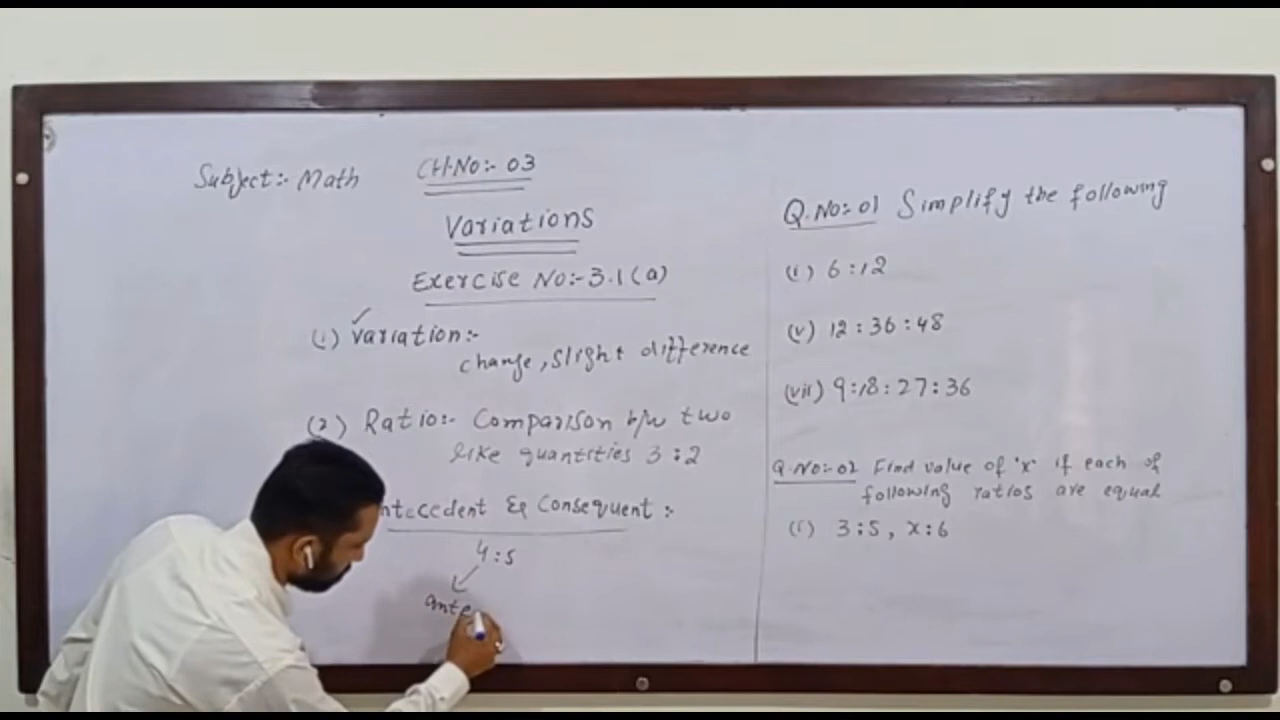 Subject:- Math
CH.No:- 03
Variations
Exercise No:-3.1(a)
(1) Variation:-
change, slight difference
(2) Ratio:- Comparison b/w two
like quantities 3:2
ntecedent & Consequent:-
4:5
ante
Q.No:-01 Simplify the following
(i) 6:12
(v) 12:36:48
(vii) 9:18:27:36
Q.No:-02 Find value of 'x' if each of
following ratios are equal
(i) 3:5, x:6